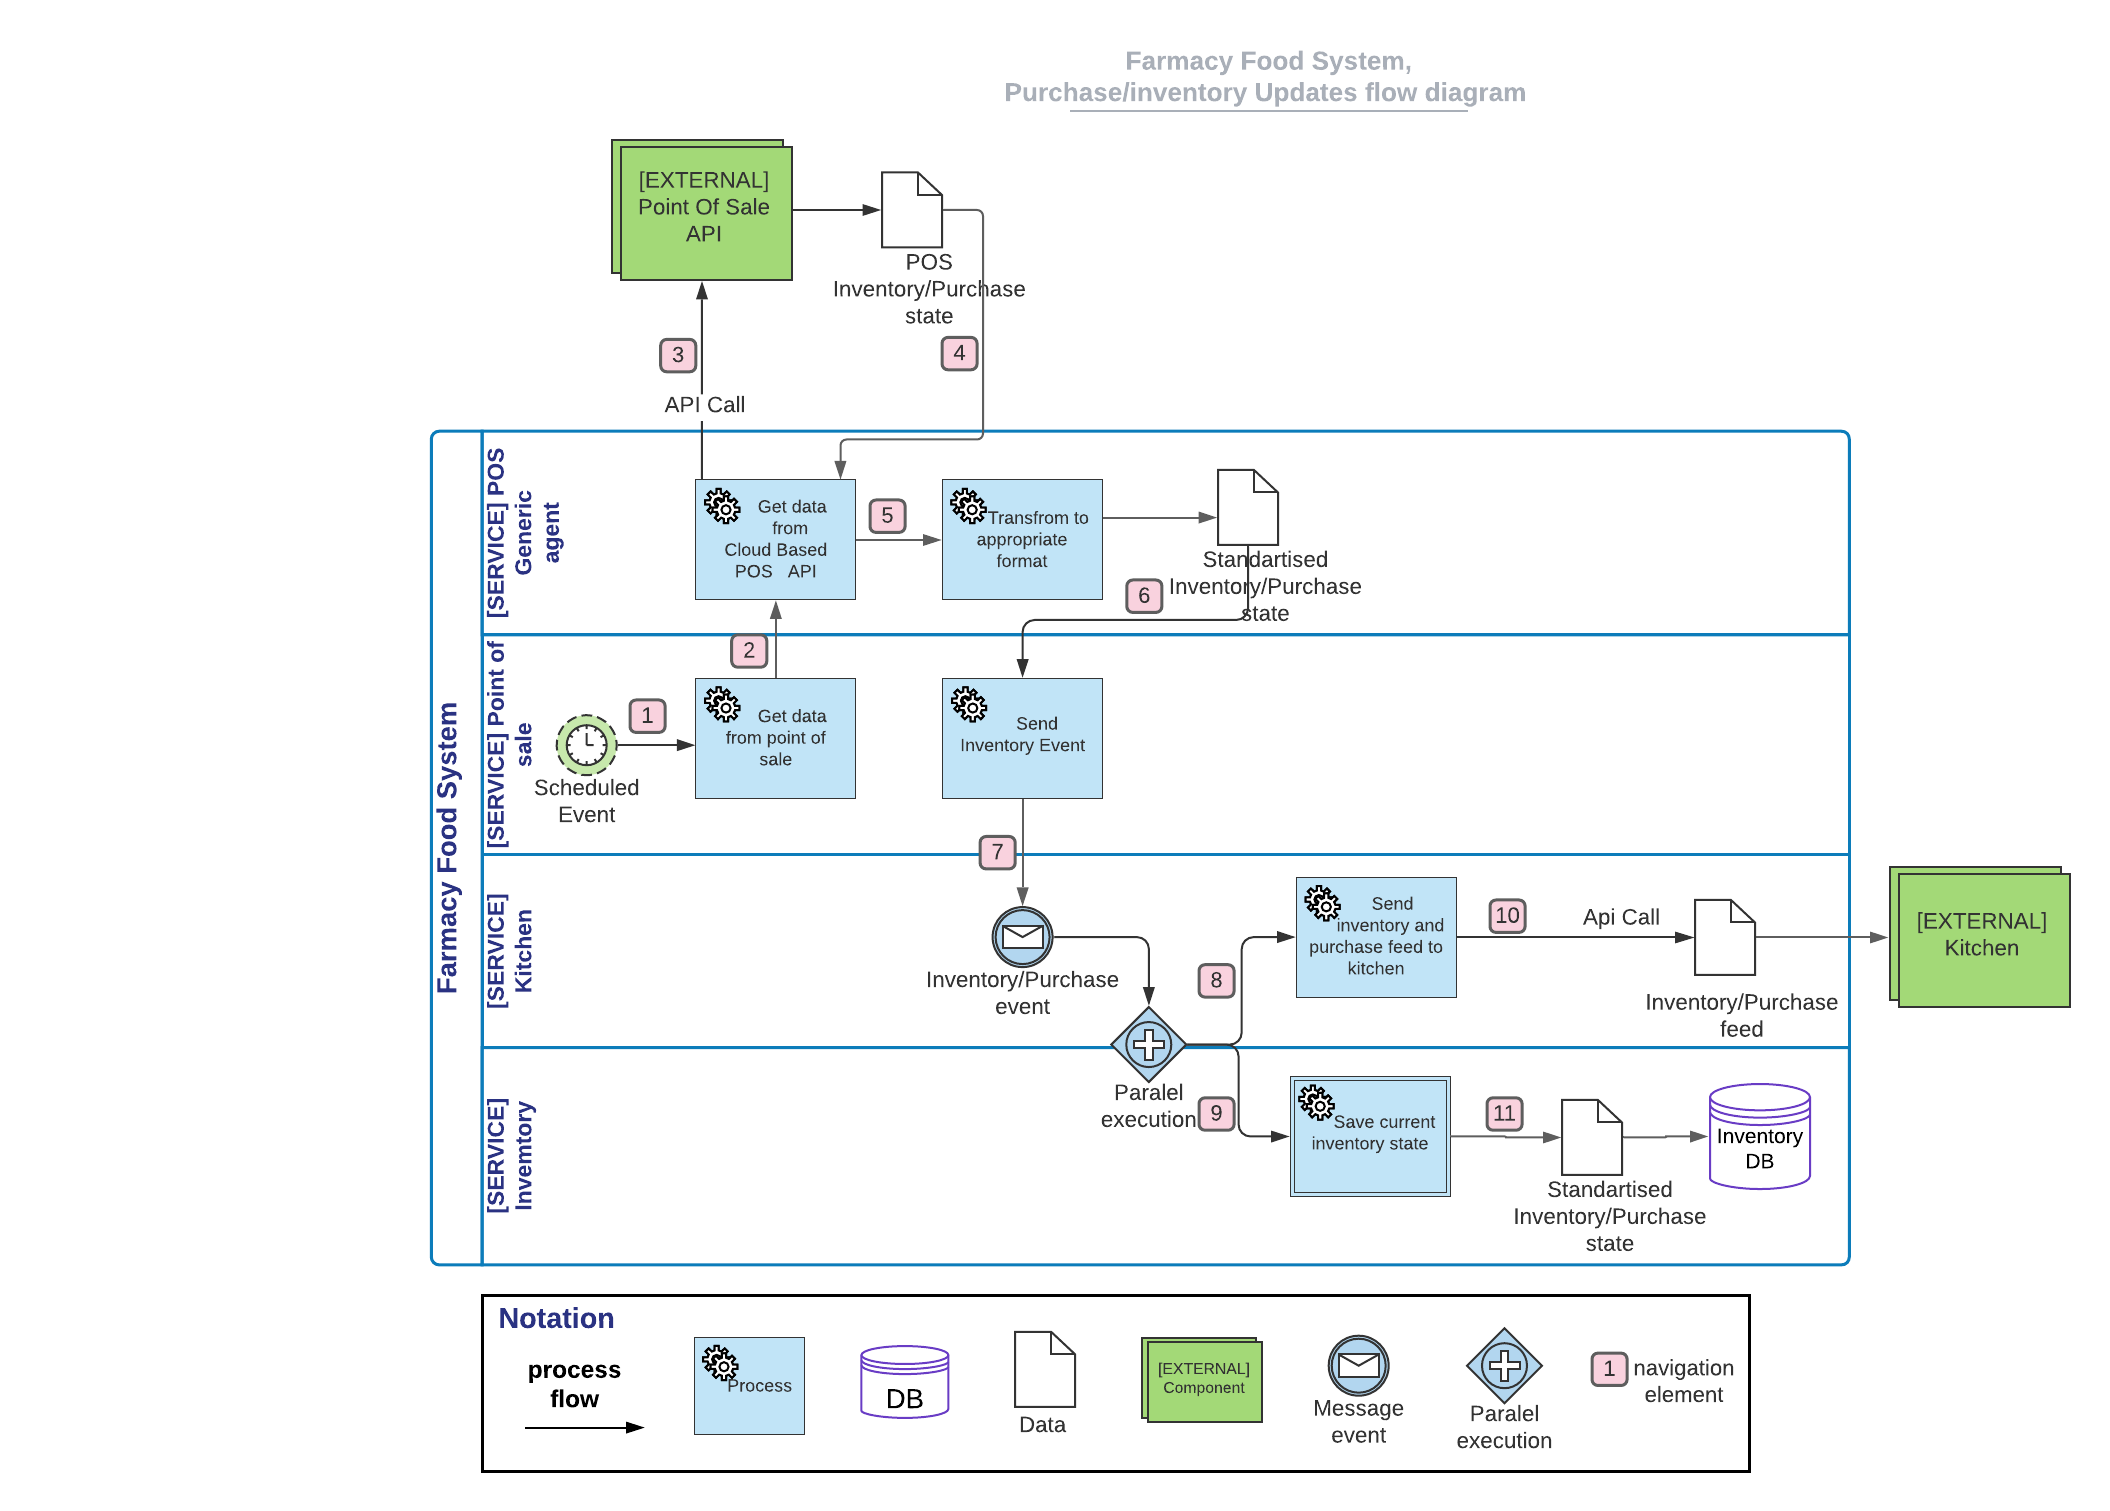 Farmacy Food System,
Purchase/inventory Updates flow diagram
[EXTERNAL]
Point Of Sale
API
POS
Inventory/Purchase
state
3
4
API Call
Farmacy Food System
[SERVICE] POS
Generic
agent
Get data
from
Cloud Based
POS API
5
Transfrom to
appropriate
format
Standartised
Inventory/Purchase
state
6
[SERVICE] Point of
sale
2
1
Scheduled
Event
Get data
from point of
sale
Send
Inventory Event
7
[SERVICE]
Kitchen
Inventory/Purchase
event
8
Send
inventory and
purchase feed to
kitchen
10
Api Call
Inventory/Purchase
feed
[EXTERNAL]
Kitchen
[SERVICE]
Invemtory
Paralel
execution
9
Save current
inventory state
11
Standartised
Inventory/Purchase
state
Inventory
DB
Notation
process
flow
Process
DB
Data
[EXTERNAL]
Component
Message
event
Paralel
execution
1
navigation
element